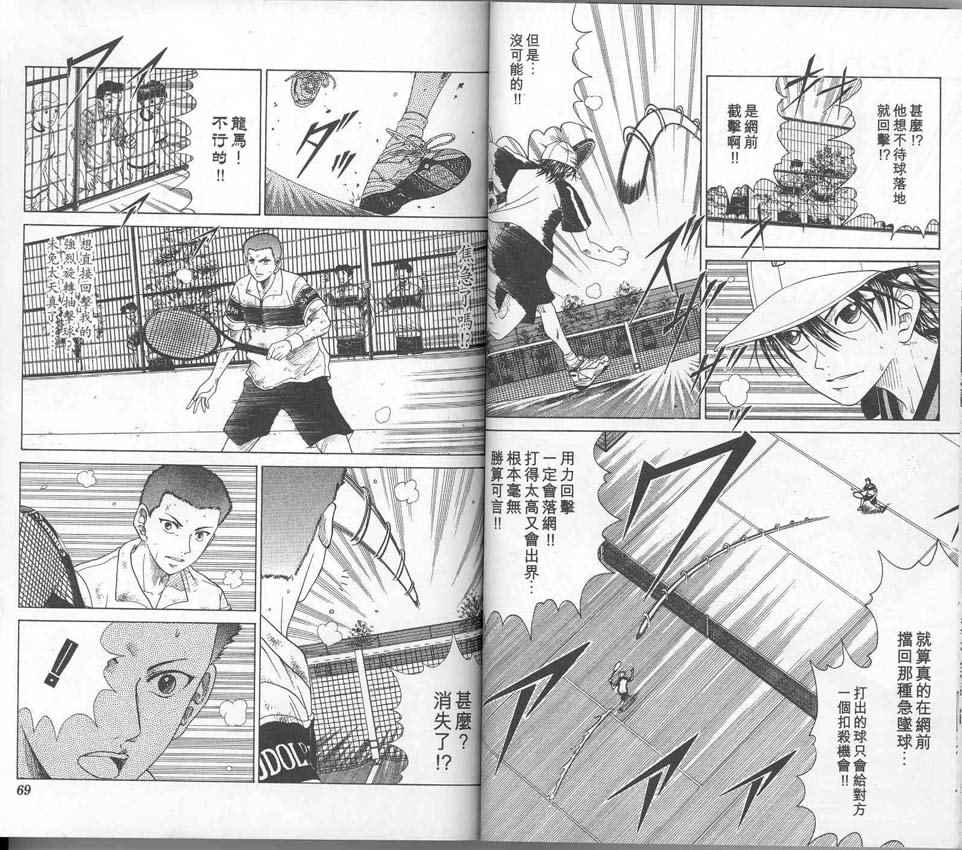 甚麼!?
他想不待球落地
就回擊!?
是網前
截擊啊!!
但是…
沒可能的!!
用力回擊
一定會落網!!
打得太高又會出界…
根本毫無
勝算可言!!
就算真的在網前
擋回那種急墜球…
打出的球只會給對方
一個扣殺機會!!
ダッ
龍馬!
不行的!!
焦急了嗎!?
想直接回擊我的
強烈旋轉抽擊球…
未免太天真了…
甚麼?
消失了!?
!
UDOL
69